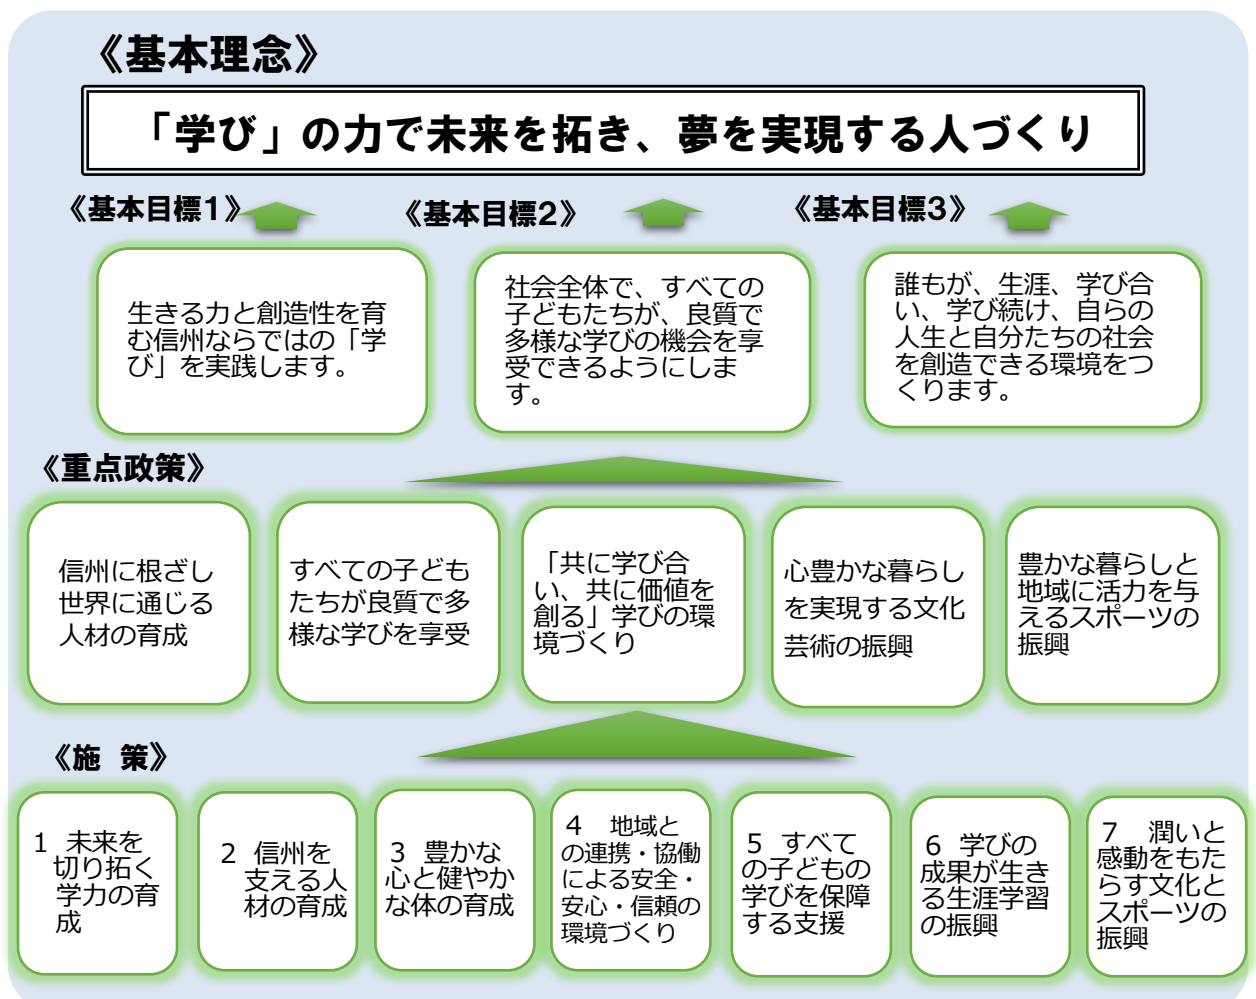 《基本理念》
「学び」の力で未来を拓き、夢を実現する人づくり
《基本目標1》
《基本目標2》
《基本目標3》
生きる力と創造性を育
む信州ならではの「学
び」を実践します。
社会全体で、すべての
子どもたちが、良質で
多様な学びの機会を享
受できるようにしま
す。
誰もが、生涯、学び合
い、学び続け、自らの
人生と自分たちの社会
を創造できる環境をつ
くります。
《重点政策》
信州に根ざし
世界に通じる
人材の育成
すべての子ども
たちが良質で多
様な学びを享受
「共に学び合
い、共に価値を
創る」学びの環
境づくり
心豊かな暮らし
を実現する文化
芸術の振興
豊かな暮らしと
地域に活力を与
えるスポーツの
振興
《施 策》
1 未来を
切り拓く
学力の育
成
2 信州を
支える人
材の育成
3 豊かな
心と健やか
な体の育成
4 地域と
の連携・協働
による安全・
安心・信頼の
環境づくり
5 すべて
の子どもの
学びを保障
する支援
6 学びの
成果が生き
る生涯学習
の振興
7 潤いと
感動をもた
らす文化と
スポーツの
振興